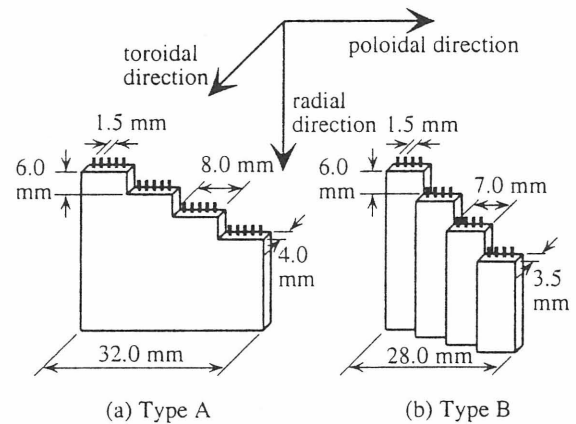 toroidal
direction
poloidal direction
radial
direction
1.5 mm
6.0
mm
8.0 mm
4.0
mm
32.0 mm
(a) Type A
1.5 mm
6.0
mm
7.0 mm
3.5
mm
28.0 mm
(b) Type B